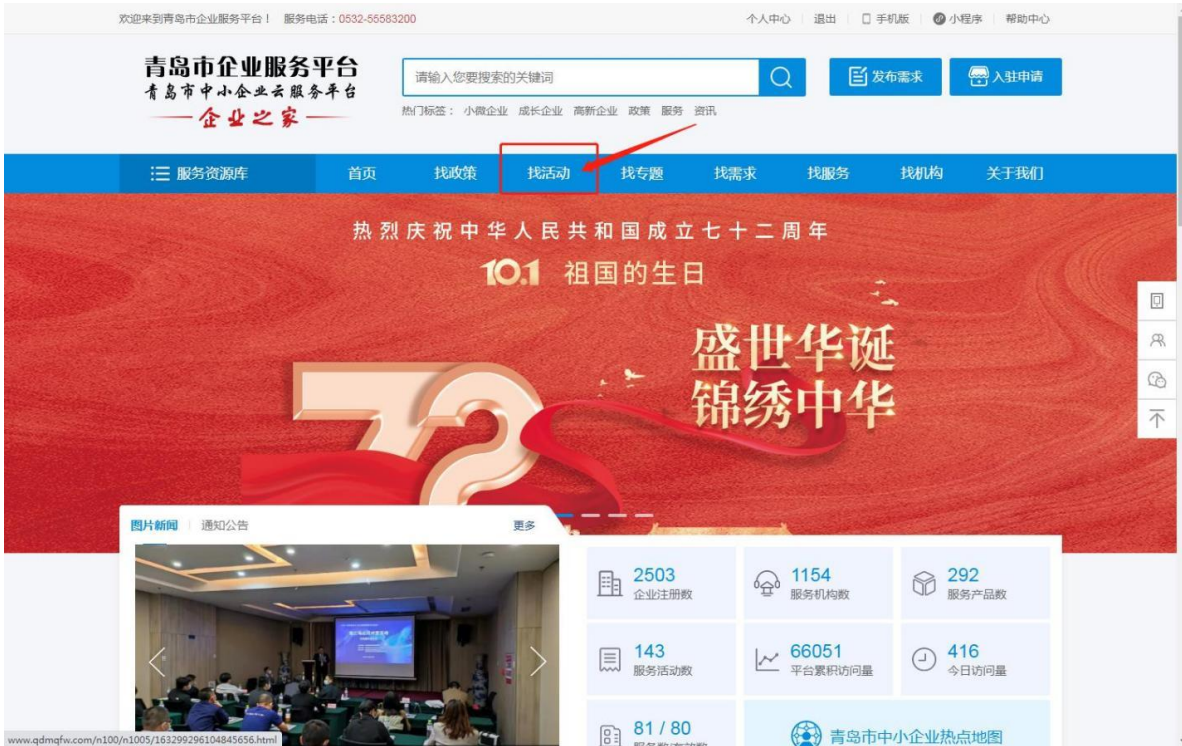 欢迎来到青岛市企业服务平台！ 服务电话：0532-55583200
个人中心 退出 手机版 小程序 帮助中心
青岛市企业服务平台
青岛市中小企业云服务平台
企业之家
请输入您要搜索的关键词
发布需求
入驻申请
热门标签： 小微企业 成长企业 高新企业 政策 服务 资讯
服务资源库 首页 找政策 找活动 找专题 找需求 找服务 找机构 关于我们
热烈庆祝中华人民共和国成立七十二周年
10.1 祖国的生日
盛世华诞
锦绣中华
72
图片新闻 通知公告 更多
2503
企业注册数
1154
服务机构数
292
服务产品数
143
服务活动数
66051
平台累积访问量
416
今日访问量
81 / 80
青岛市中小企业热点地图
www.qdmqfw.com/n100/n1005/163299296104845656.html